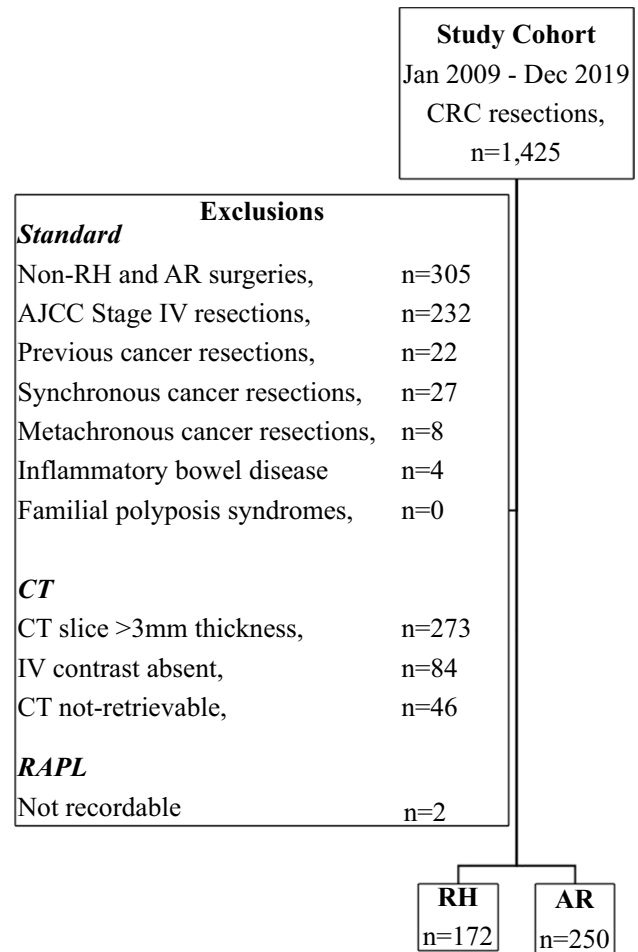 Study Cohort
Jan 2009 - Dec 2019
CRC resections,
n=1,425
Exclusions
Standard
Non-RH and AR surgeries, n=305
AJCC Stage IV resections, n=232
Previous cancer resections, n=22
Synchronous cancer resections, n=27
Metachronous cancer resections, n=8
Inflammatory bowel disease n=4
Familial polyposis syndromes, n=0
CT
CT slice >3mm thickness, n=273
IV contrast absent, n=84
CT not-retrievable, n=46
RAPL
Not recordable n=2
RH
n=172
AR
n=250